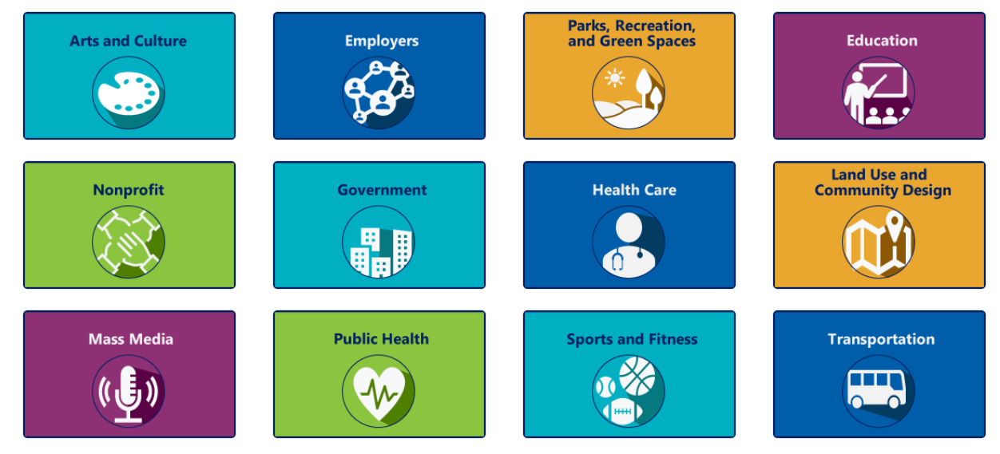 Arts and Culture
Employers
Parks, Recreation,
and Green Spaces
Education
Nonprofit
Government
Health Care
Land Use and
Community Design
Mass Media
Public Health
Sports and Fitness
Transportation